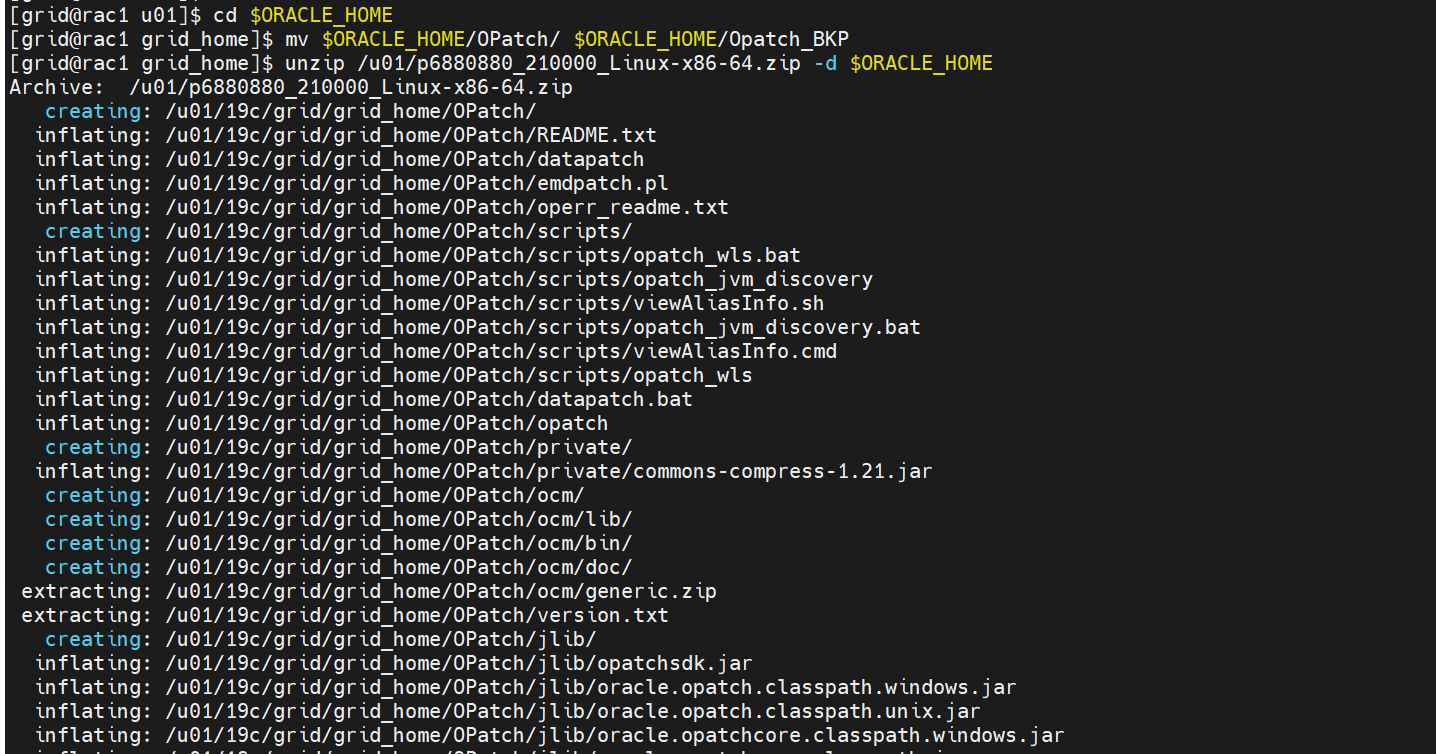 [grid@rac1 u01]$ cd $ORACLE_HOME
[grid@rac1 grid_home]$ mv $ORACLE_HOME/OPatch/ $ORACLE_HOME/Opatch_BKP
[grid@rac1 grid_home]$ unzip /u01/p6880880_210000_Linux-x86-64.zip -d $ORACLE_HOME
Archive:  /u01/p6880880_210000_Linux-x86-64.zip
   creating: /u01/19c/grid/grid_home/OPatch/
  inflating: /u01/19c/grid/grid_home/OPatch/README.txt
  inflating: /u01/19c/grid/grid_home/OPatch/datapatch
  inflating: /u01/19c/grid/grid_home/OPatch/emdpatch.pl
  inflating: /u01/19c/grid/grid_home/OPatch/operr_readme.txt
   creating: /u01/19c/grid/grid_home/OPatch/scripts/
  inflating: /u01/19c/grid/grid_home/OPatch/scripts/opatch_wls.bat
  inflating: /u01/19c/grid/grid_home/OPatch/scripts/opatch_jvm_discovery
  inflating: /u01/19c/grid/grid_home/OPatch/scripts/viewAliasInfo.sh
  inflating: /u01/19c/grid/grid_home/OPatch/scripts/opatch_jvm_discovery.bat
  inflating: /u01/19c/grid/grid_home/OPatch/scripts/viewAliasInfo.cmd
  inflating: /u01/19c/grid/grid_home/OPatch/scripts/opatch_wls
  inflating: /u01/19c/grid/grid_home/OPatch/datapatch.bat
  inflating: /u01/19c/grid/grid_home/OPatch/opatch
   creating: /u01/19c/grid/grid_home/OPatch/private/
  inflating: /u01/19c/grid/grid_home/OPatch/private/commons-compress-1.21.jar
   creating: /u01/19c/grid/grid_home/OPatch/ocm/
   creating: /u01/19c/grid/grid_home/OPatch/ocm/lib/
   creating: /u01/19c/grid/grid_home/OPatch/ocm/bin/
   creating: /u01/19c/grid/grid_home/OPatch/ocm/doc/
 extracting: /u01/19c/grid/grid_home/OPatch/ocm/generic.zip
 extracting: /u01/19c/grid/grid_home/OPatch/version.txt
   creating: /u01/19c/grid/grid_home/OPatch/jlib/
  inflating: /u01/19c/grid/grid_home/OPatch/jlib/opatchsdk.jar
  inflating: /u01/19c/grid/grid_home/OPatch/jlib/oracle.opatch.classpath.windows.jar
  inflating: /u01/19c/grid/grid_home/OPatch/jlib/oracle.opatch.classpath.unix.jar
  inflating: /u01/19c/grid/grid_home/OPatch/jlib/oracle.opatchcore.classpath.windows.jar